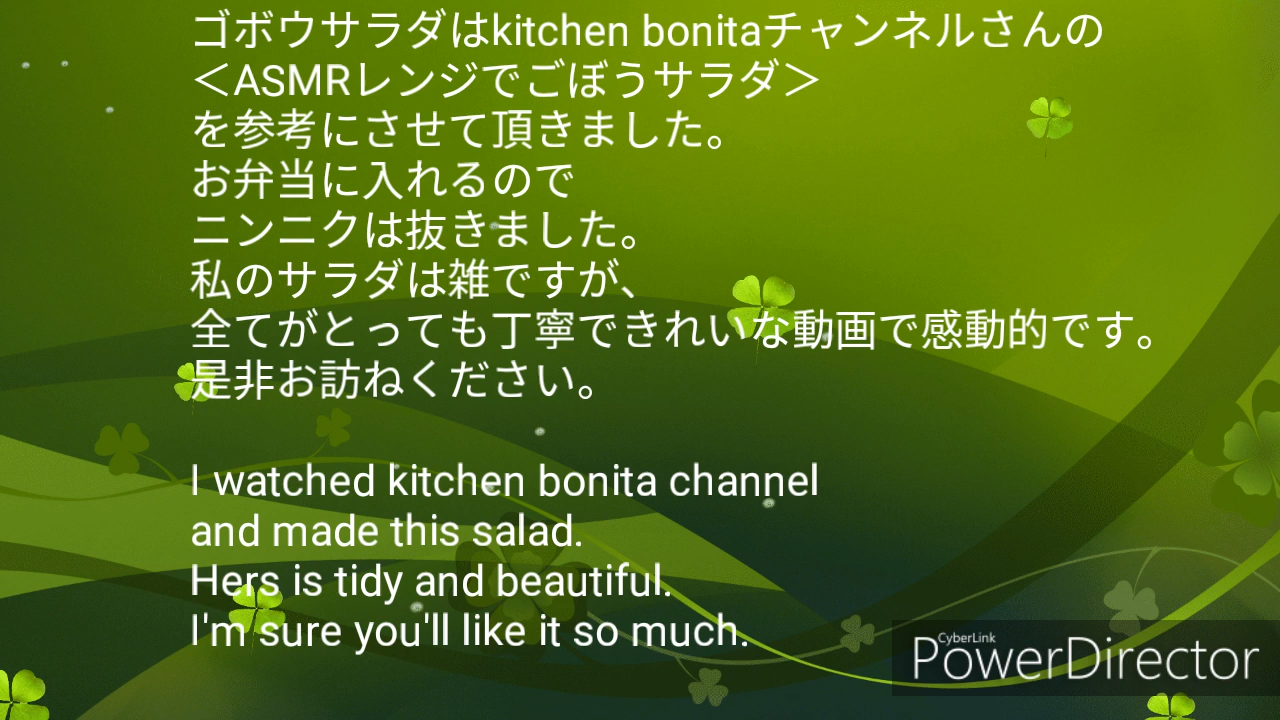 ゴボウサラダはkitchen bonitaチャンネルさんの
＜ASMRレンジでごぼうサラダ＞
を参考にさせて頂きました。
お弁当に入れるので
ニンニクは抜きました。
私のサラダは雑ですが、
全てがとっても丁寧できれいな動画で感動的です。
是非お訪ねください。
I watched kitchen bonita channel
and made this salad.
Hers is tidy and beautiful.
I'm sure you'll like it so much.
CyberLink
PowerDirector